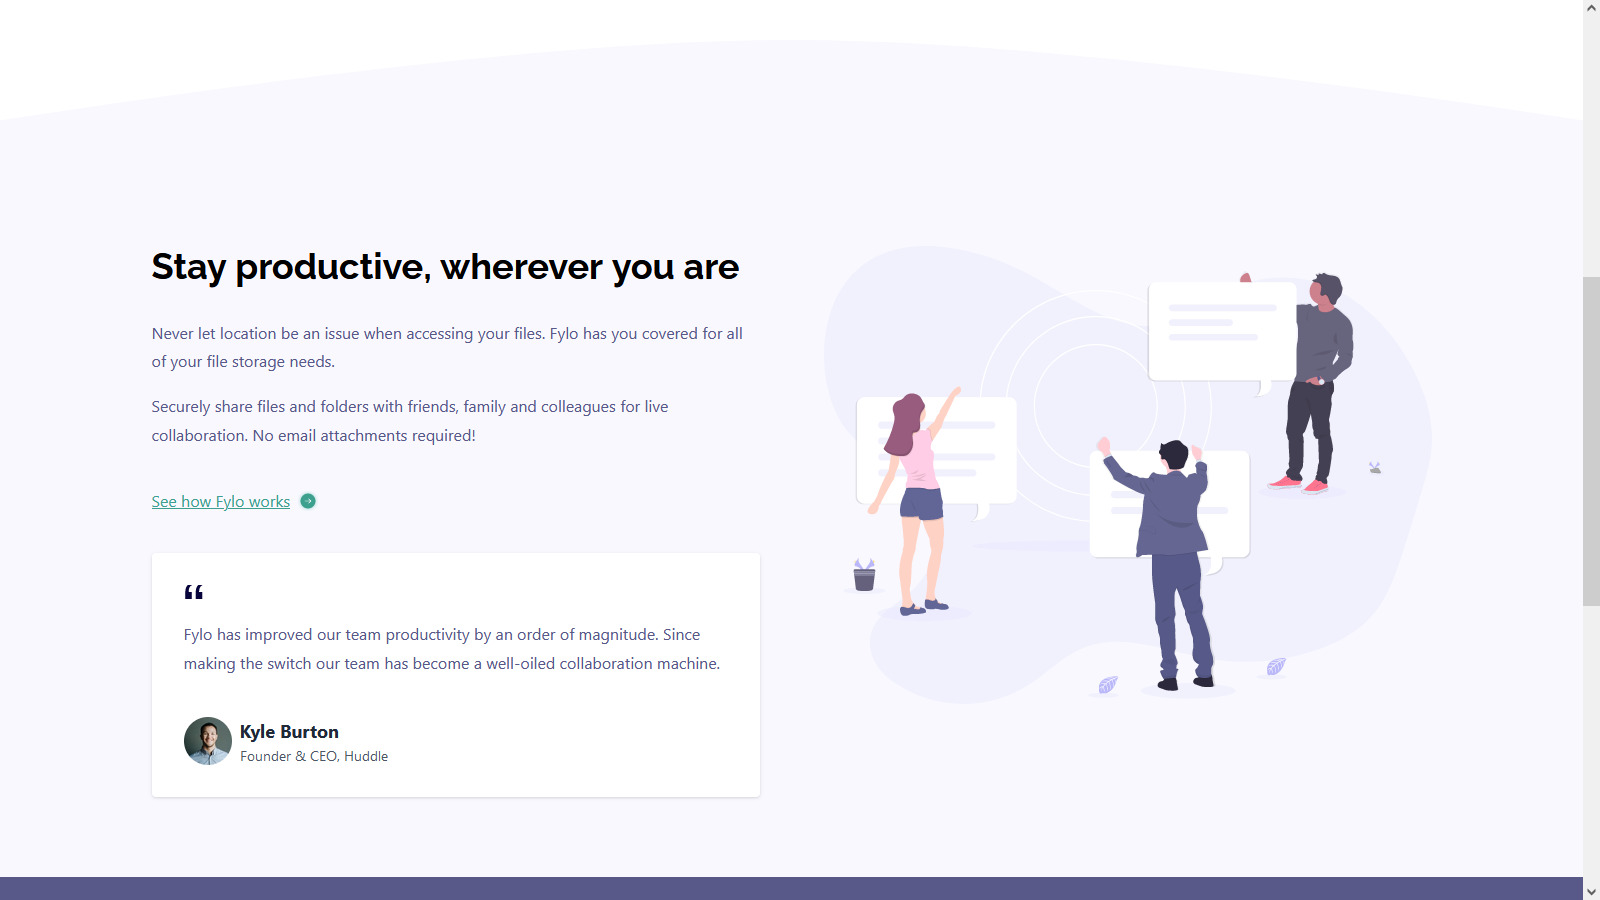 Stay productive, wherever you are
Never let location be an issue when accessing your files. Fylo has you covered for all
of your file storage needs.
Securely share files and folders with friends, family and colleagues for live
collaboration. No email attachments required!
See how Fylo works
“
Fylo has improved our team productivity by an order of magnitude. Since
making the switch our team has become a well-oiled collaboration machine.
Kyle Burton
Founder & CEO, Huddle